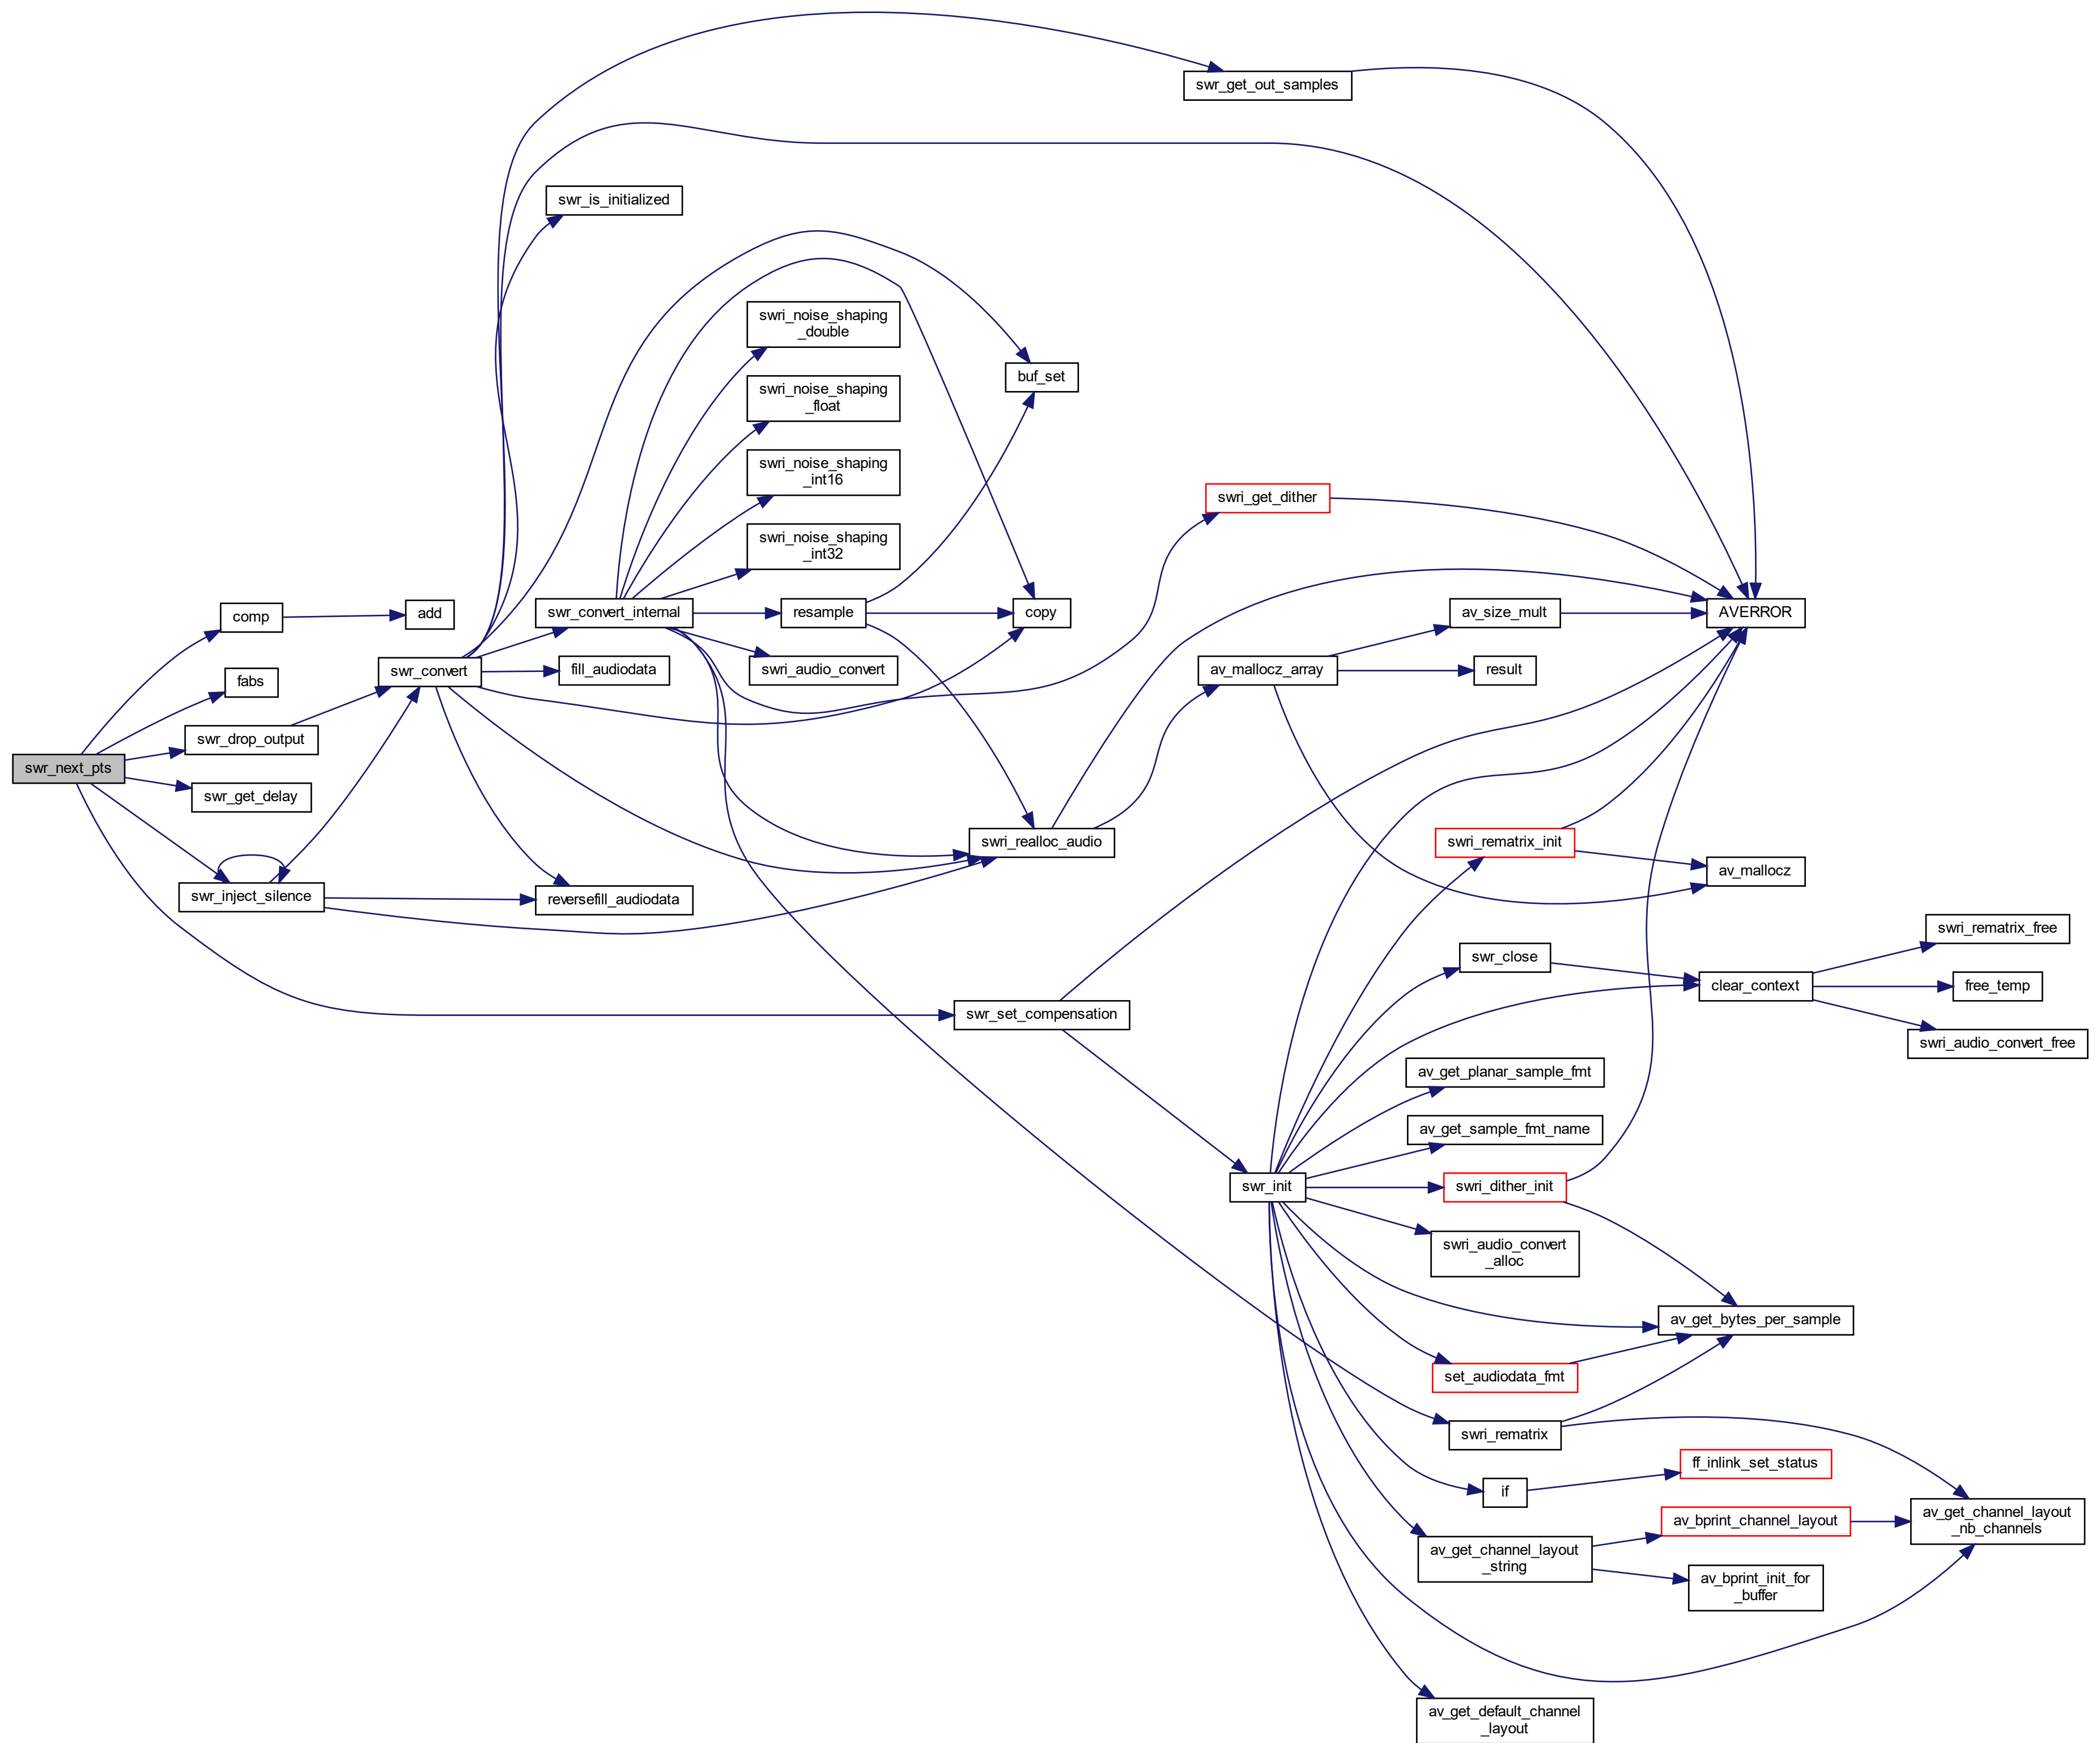 swr_get_out_samples
swr_is_initialized
swri_noise_shaping
_double
buf_set
swri_noise_shaping
_float
swri_noise_shaping
_int16
swri_get_dither
swri_noise_shaping
_int32
comp
add
swr_convert_internal
resample
copy
av_size_mult
AVERROR
fabs
swr_convert
fill_audiodata
swri_audio_convert
av_mallocz_array
result
swr_drop_output
swr_next_pts
swr_get_delay
swri_realloc_audio
swri_rematrix_init
av_mallocz
swr_inject_silence
reversefill_audiodata
swri_rematrix_free
swr_close
clear_context
free_temp
swr_set_compensation
swri_audio_convert_free
av_get_planar_sample_fmt
av_get_sample_fmt_name
swr_init
swri_dither_init
swri_audio_convert
_alloc
av_get_bytes_per_sample
set_audiodata_fmt
swri_rematrix
ff_inlink_set_status
if
av_bprint_channel_layout
av_get_channel_layout
_nb_channels
av_get_channel_layout
_string
av_bprint_init_for
_buffer
av_get_default_channel
_layout